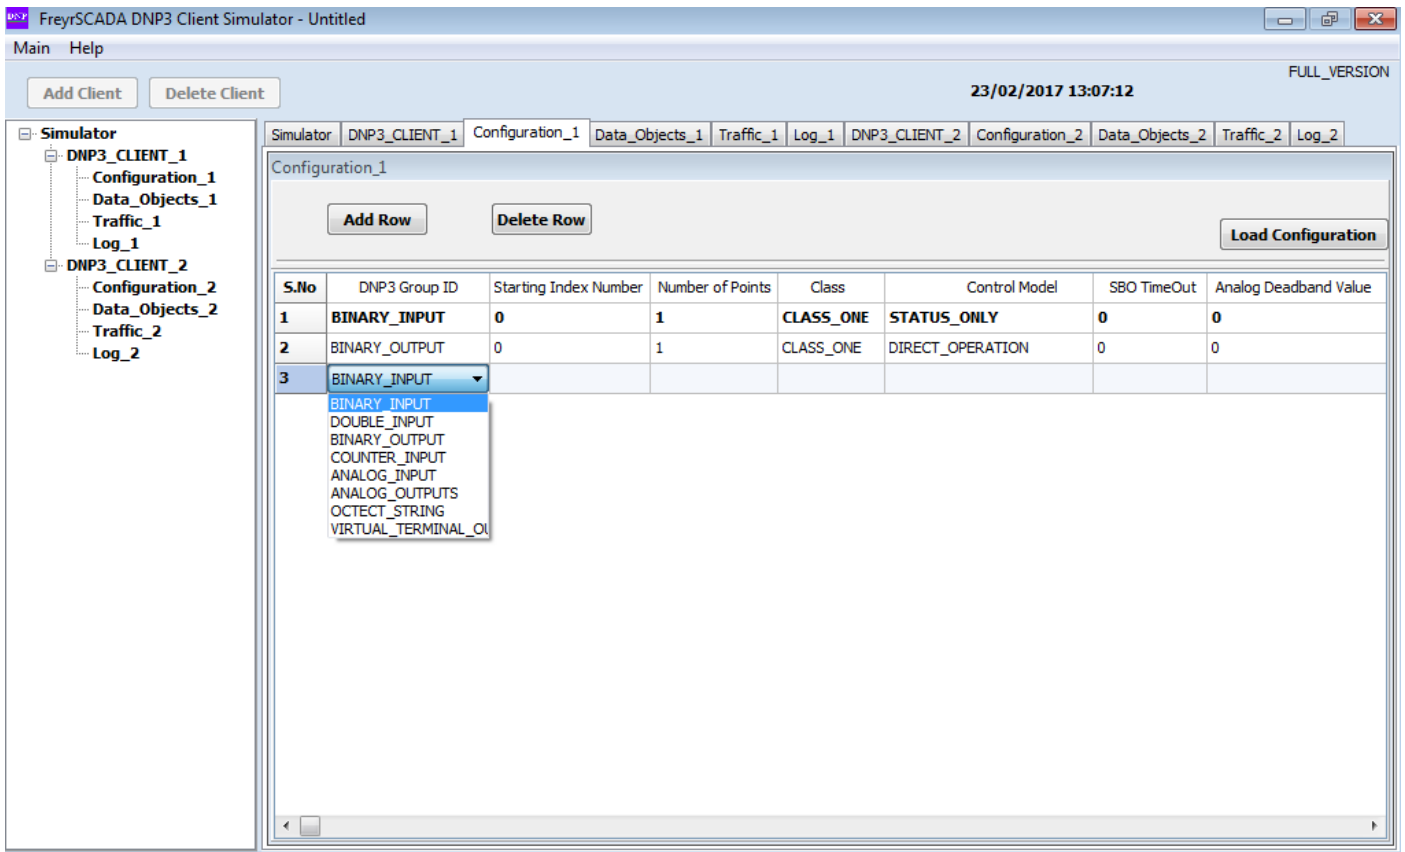 DNP FreyrSCADA DNP3 Client Simulator - Untitled
Main Help
FULL_VERSION
Add Client Delete Client 23/02/2017 13:07:12
Simulator
DNP3_CLIENT_1
Configuration_1
Data_Objects_1
Traffic_1
Log_1
DNP3_CLIENT_2
Configuration_2
Data_Objects_2
Traffic_2
Log_2
Simulator DNP3_CLIENT_1 Configuration_1 Data_Objects_1 Traffic_1 Log_1 DNP3_CLIENT_2 Configuration_2 Data_Objects_2 Traffic_2 Log_2
Configuration_1
Add Row Delete Row
Load Configuration
S.No DNP3 Group ID Starting Index Number Number of Points Class Control Model SBO TimeOut Analog Deadband Value
1 BINARY_INPUT 0 1 CLASS_ONE STATUS_ONLY 0 0
2 BINARY_OUTPUT 0 1 CLASS_ONE DIRECT_OPERATION 0 0
3 BINARY_INPUT
BINARY_INPUT
DOUBLE_INPUT
BINARY_OUTPUT
COUNTER_INPUT
ANALOG_INPUT
ANALOG_OUTPUTS
OCTECT_STRING
VIRTUAL_TERMINAL_OU